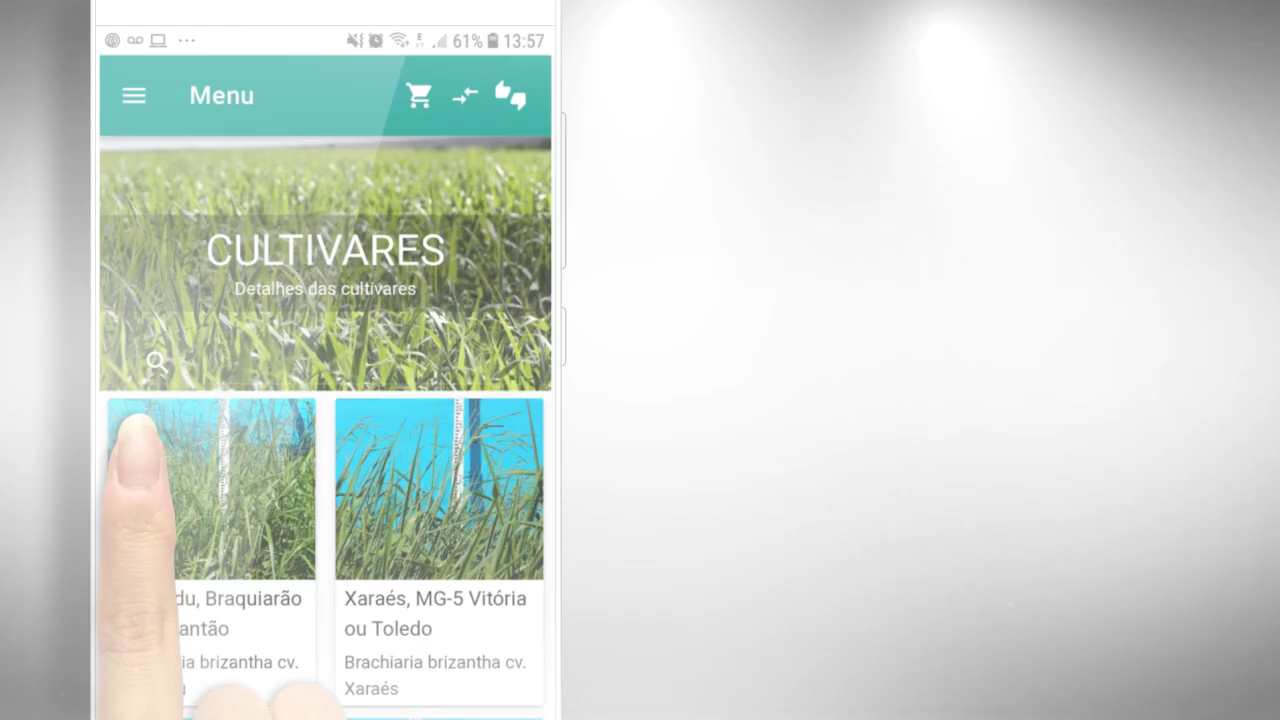 E 61% 13:57
Menu
CULTIVARES
Detalhes das cultivares
du, Braquiarão
antão
ia brizantha cv.
Xaraés, MG-5 Vitória
ou Toledo
Brachiaria brizantha cv.
Xaraés